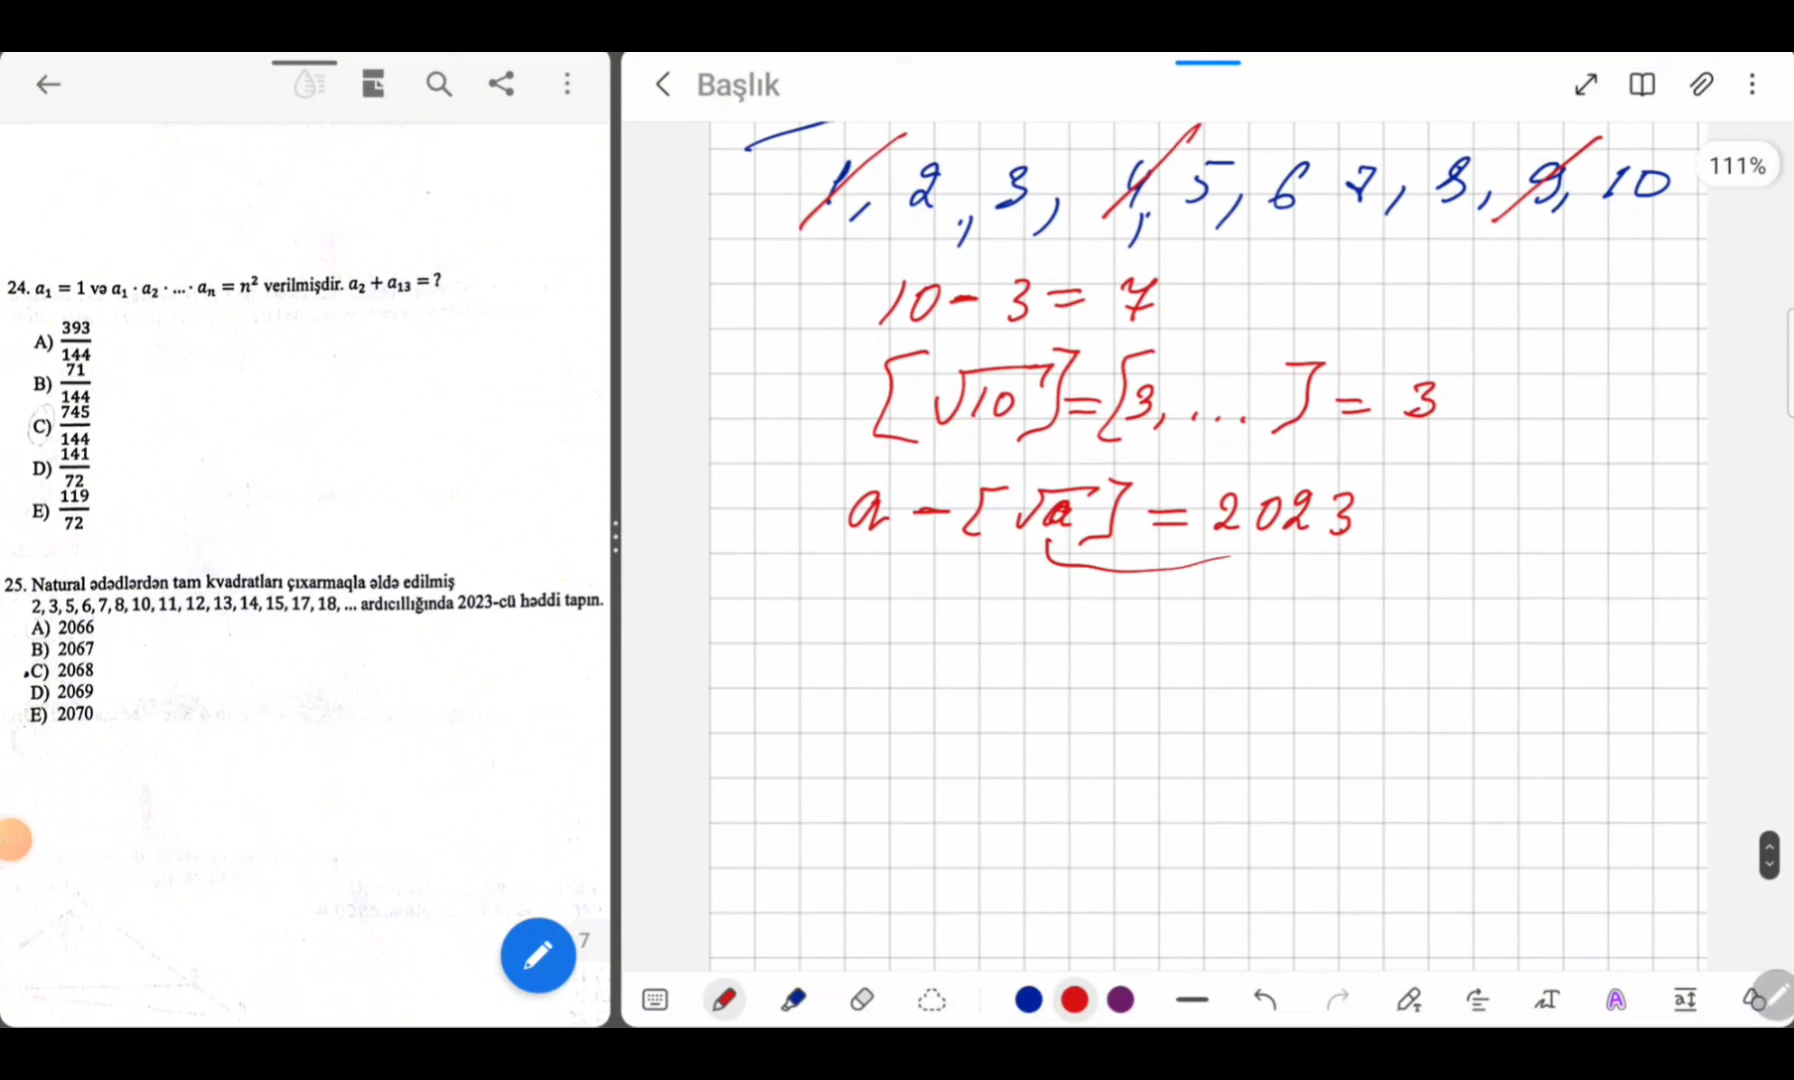 Başlık
111%
24. a₁ = 1 və a₁ · a₂ · ... · aₙ = n² verilmişdir. a₂ + a₁₃ = ?
A) 393/144
B) 71/144
C) 745/144
D) 141/72
E) 119/72
25. Natural ədədlərdən tam kvadratları çıxarmaqla əldə edilmiş
2, 3, 5, 6, 7, 8, 10, 11, 12, 13, 14, 15, 17, 18, ... ardıcıllığında 2023-cü həddi tapın.
A) 2066
B) 2067
C) 2068
D) 2069
E) 2070
7
1, 2, 3, 4, 5, 6 7, 8, 9, 10
10 - 3 = 7
[√10] = [3, ...] = 3
a - [√a] = 2023